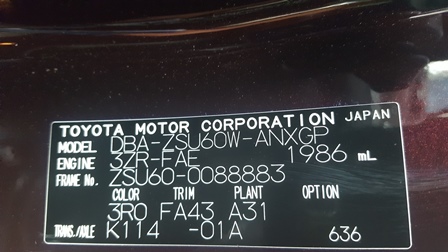 TOYOTA MOTOR CORPORATION JAPAN
MODEL DBA-ZSU60W-ANXGP
ENGINE 3ZR-FAE 1986 mL
FRAME No. ZSU60-0088883
COLOR TRIM PLANT OPTION
3R0 FA43 A31
TRANS./AXLE K114 -01A 636